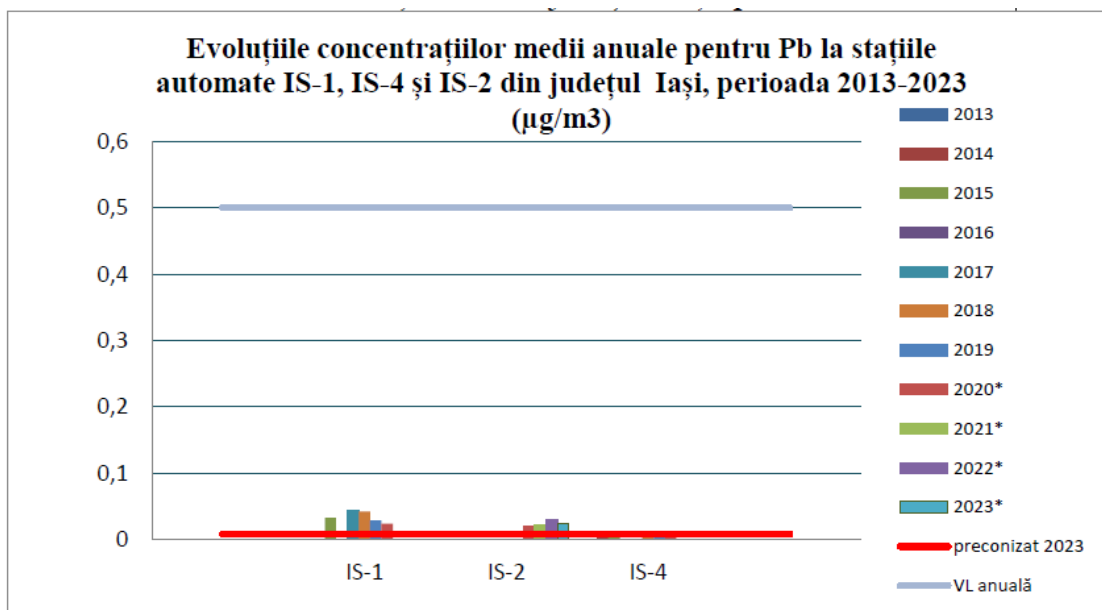 Evoluțiile concentrațiilor medii anuale pentru Pb la stațiile
automate IS-1, IS-4 și IS-2 din județul Iași, perioada 2013-2023
(µg/m3)
0,6
0,5
0,4
0,3
0,2
0,1
0
IS-1
IS-2
IS-4
2013
2014
2015
2016
2017
2018
2019
2020*
2021*
2022*
2023*
preconizat 2023
VL anuală